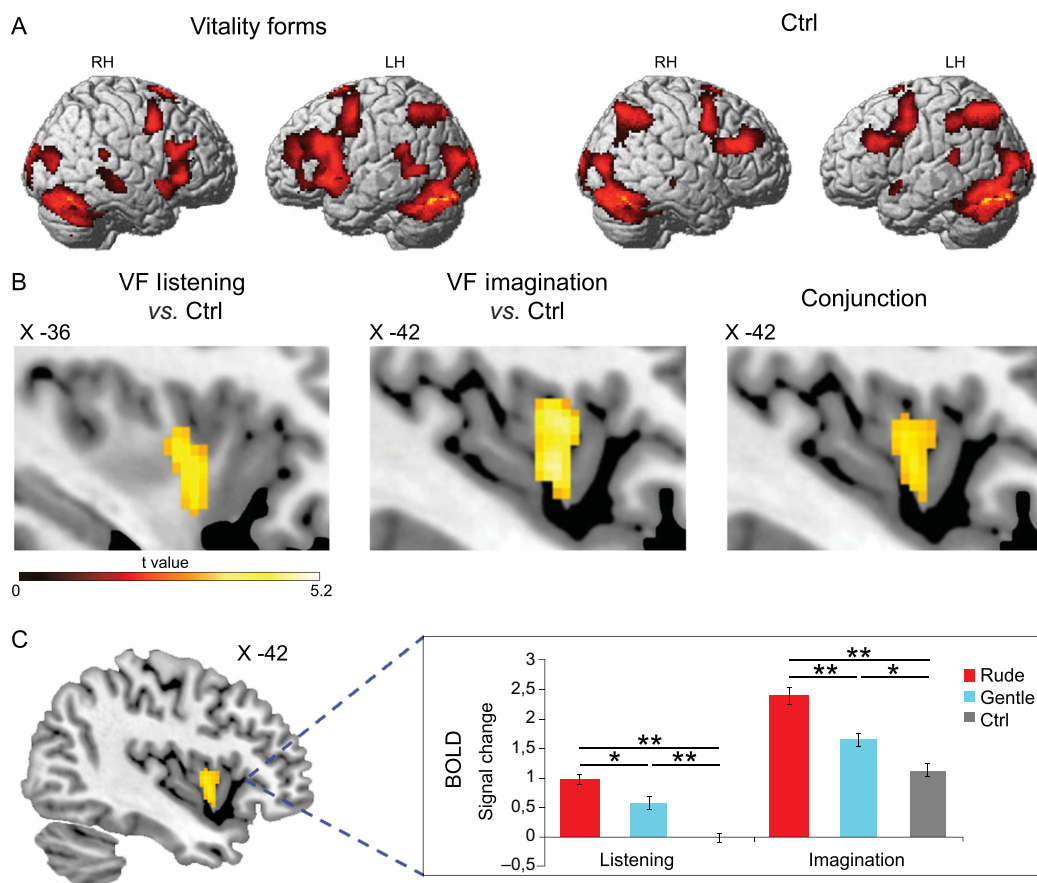 A
Vitality forms
Ctrl
RH
LH
RH
LH
B
VF listening
vs. Ctrl
VF imagination
vs. Ctrl
Conjunction
X -36
X -42
X -42
t value
0
5.2
C
X -42
BOLD
Signal change
3
2,5
2
1,5
1
0,5
0
–0,5
**
*
**
**
**
*
Listening
Imagination
Rude
Gentle
Ctrl